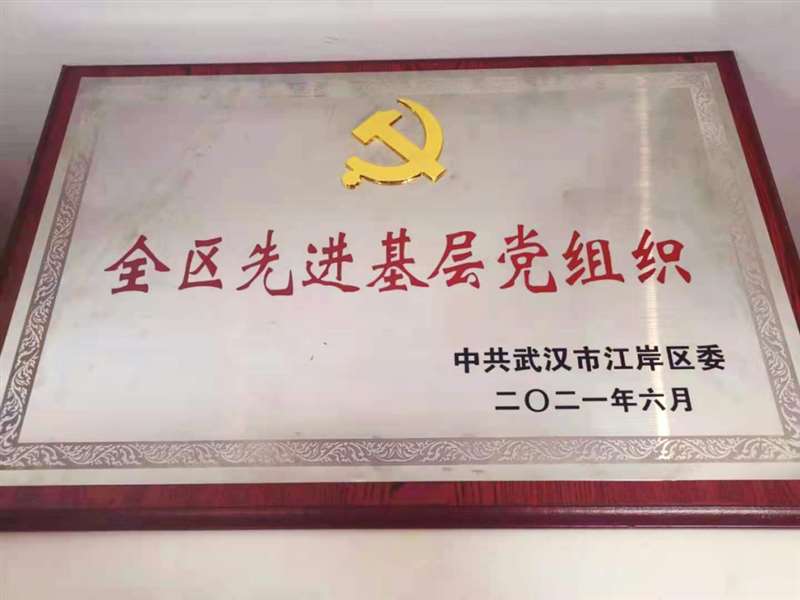 全区先进基层党组织
中共武汉市江岸区委
二〇二一年六月